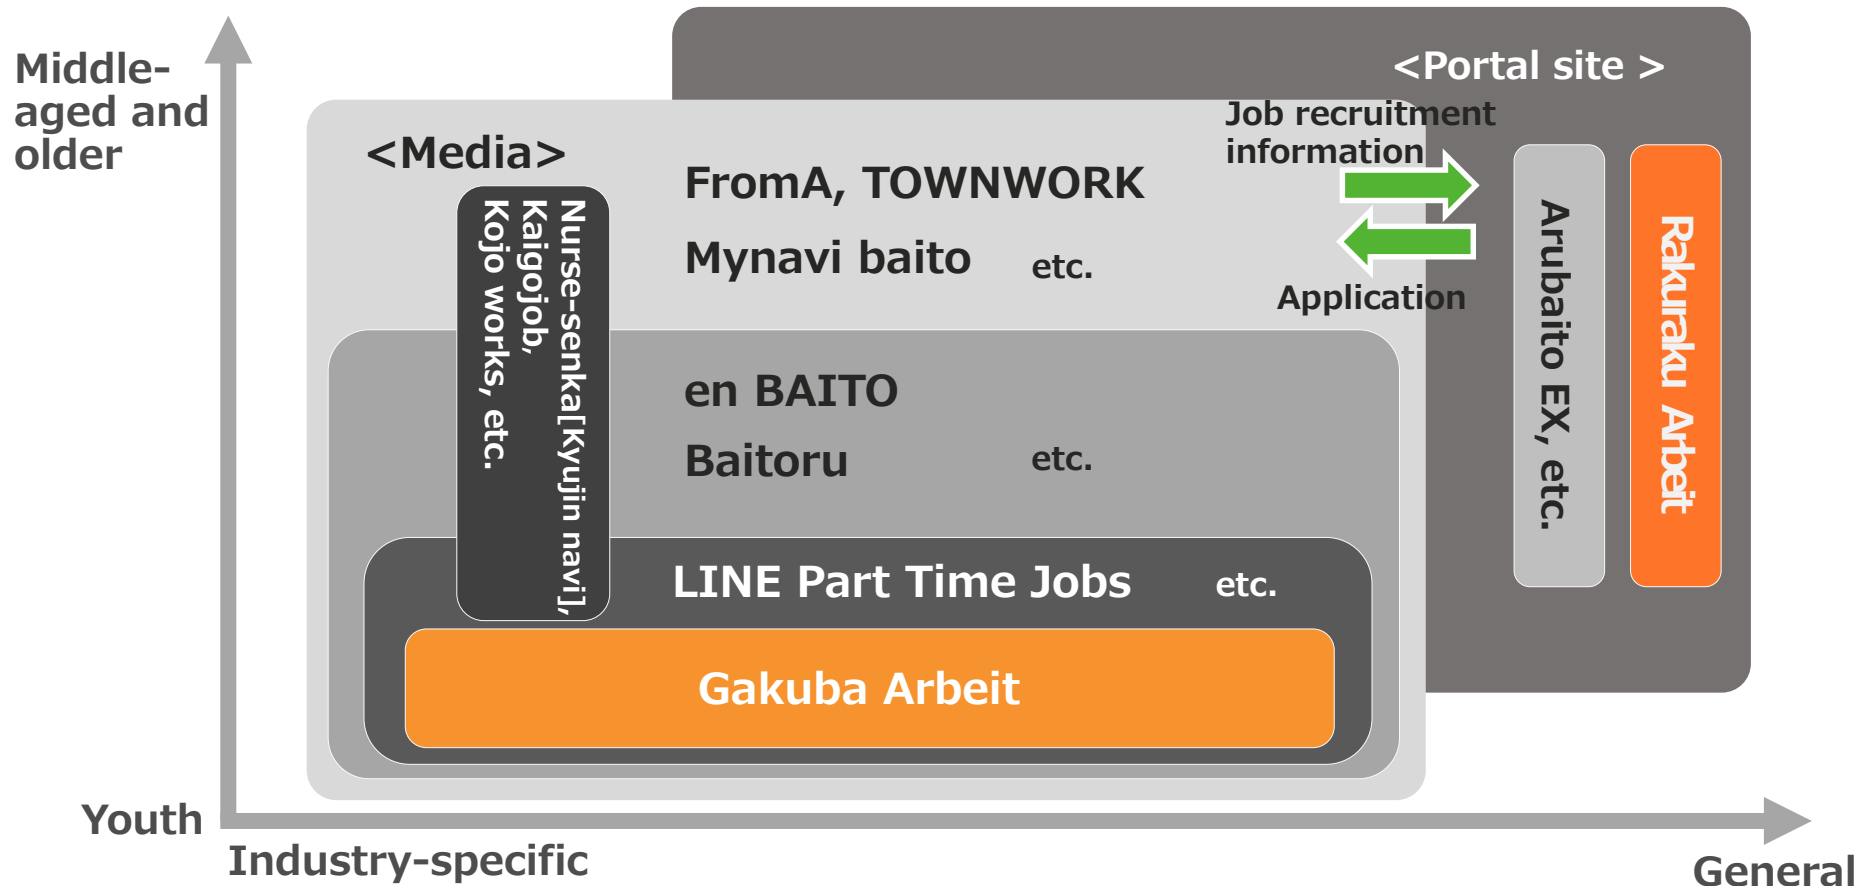 Middle-
aged and
older
<Portal site >
Job recruitment
information
<Media>
FromA, TOWNWORK
Mynavi baito etc.
Application
Nurse-senka[Kyujin navi],
Kaigojob,
Kojo works, etc.
en BAITO
Baitoru etc.
Arubaito EX, etc.
Rakuraku Arbeit
LINE Part Time Jobs etc.
Gakuba Arbeit
Youth
Industry-specific
General